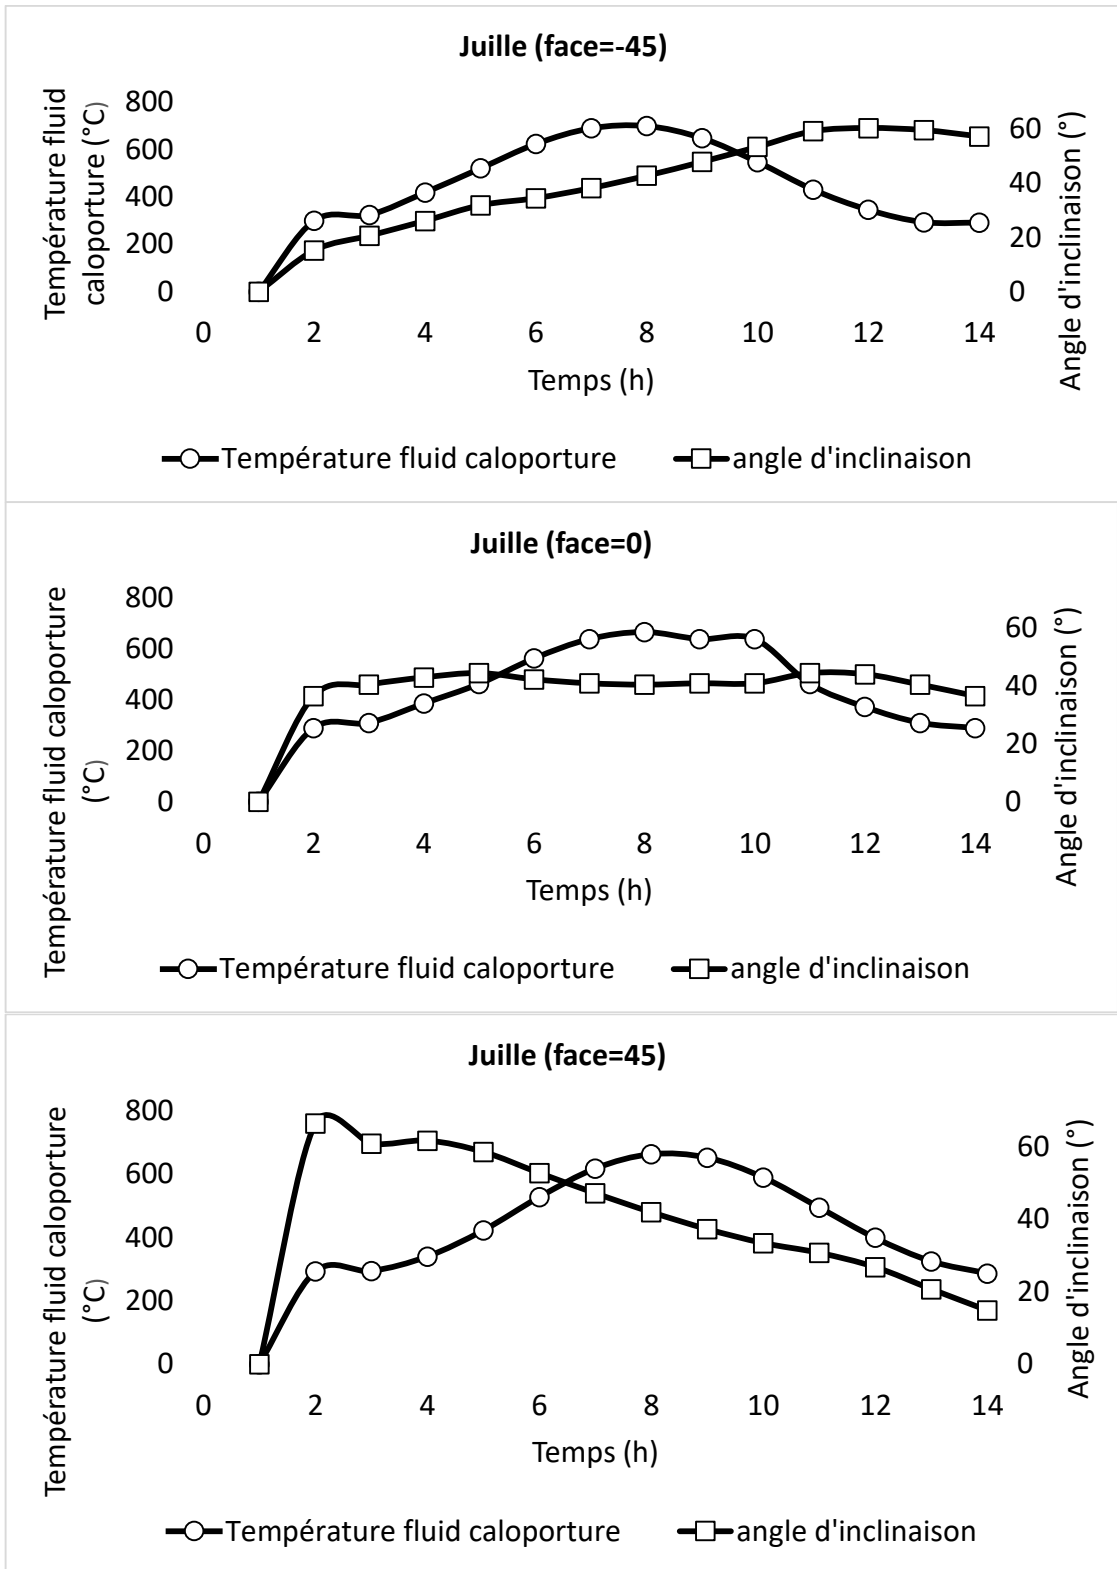 Juille (face=-45)
Température fluid
caloporture (°C)
800
600
400
200
0
60
40
20
0
Angle d'inclinaison (°)
0 2 4 6 8 10 12 14
Temps (h)
Température fluid caloporture angle d'inclinaison
Juille (face=0)
Température fluid caloporture
(°C)
800
600
400
200
0
60
40
20
0
Angle d'inclinaison (°)
0 2 4 6 8 10 12 14
Temps (h)
Température fluid caloporture angle d'inclinaison
Juille (face=45)
Température fluid caloporture
(°C)
800
600
400
200
0
60
40
20
0
Angle d'inclinaison (°)
0 2 4 6 8 10 12 14
Temps (h)
Température fluid caloporture angle d'inclinaison